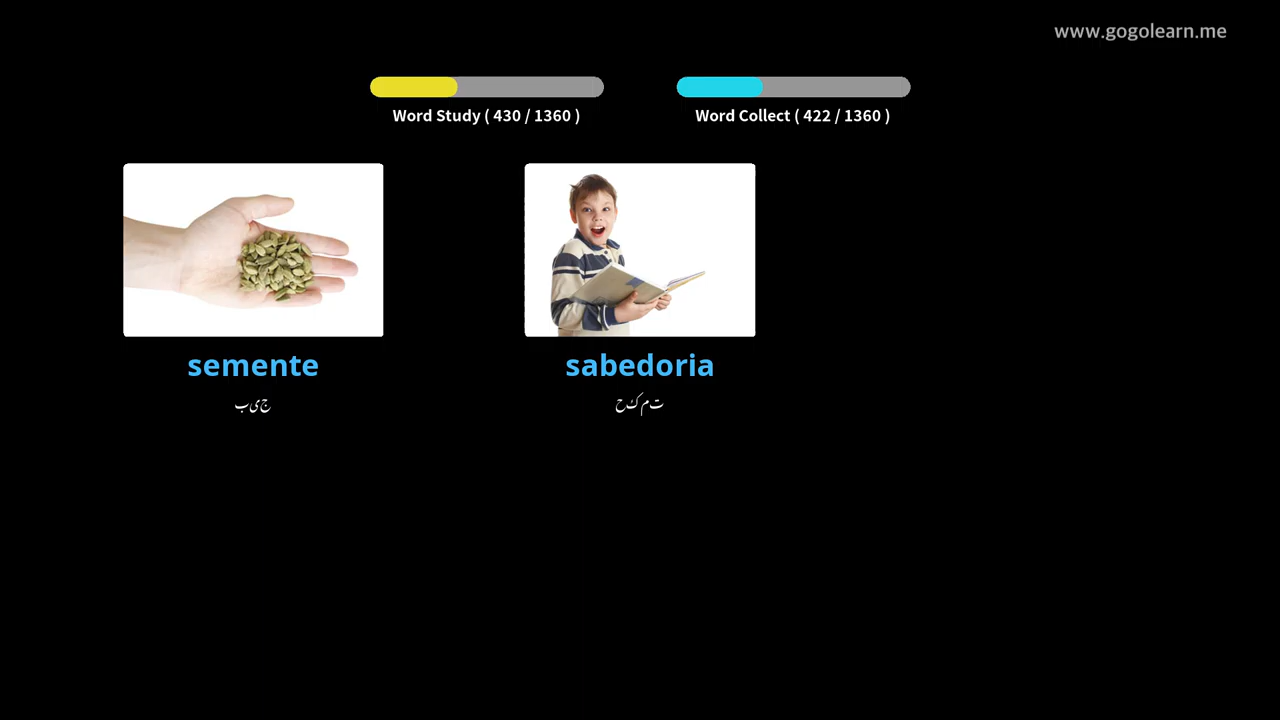 www.gogolearn.me
Word Study ( 430 / 1360 )
Word Collect ( 422 / 1360 )
semente
sabedoria
بیج
حکمت